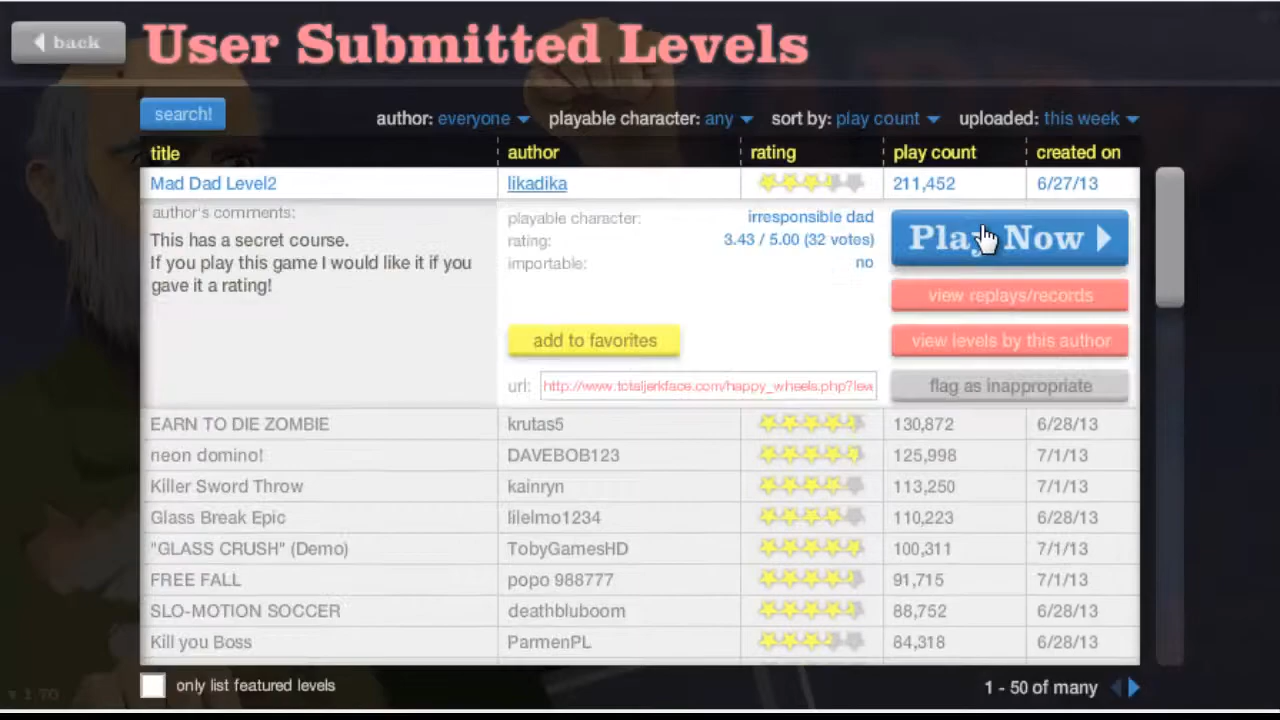 back
User Submitted Levels
search!
author: everyone playable character: any sort by: play count uploaded: this week
title author rating play count created on
Mad Dad Level2 likadika 211,452 6/27/13
author's comments:
This has a secret course.
If you play this game I would like it if you
gave it a rating!
playable character: irresponsible dad
rating: 3.43 / 5.00 (32 votes)
importable: no
add to favorites
url: http://www.totaljerkface.com/happy_wheels.php?lev
Play Now
view replays/records
view levels by this author
flag as inappropriate
EARN TO DIE ZOMBIE krutas5 130,872 6/28/13
neon domino! DAVEBOB123 125,998 7/1/13
Killer Sword Throw kainryn 113,250 7/1/13
Glass Break Epic lilelmo1234 110,223 6/28/13
"GLASS CRUSH" (Demo) TobyGamesHD 100,311 7/1/13
FREE FALL popo 988777 91,715 7/1/13
SLO-MOTION SOCCER deathbluboom 88,752 6/28/13
Kill you Boss ParmenPL 84,318 6/28/13
v 1.70
only list featured levels
1 - 50 of many